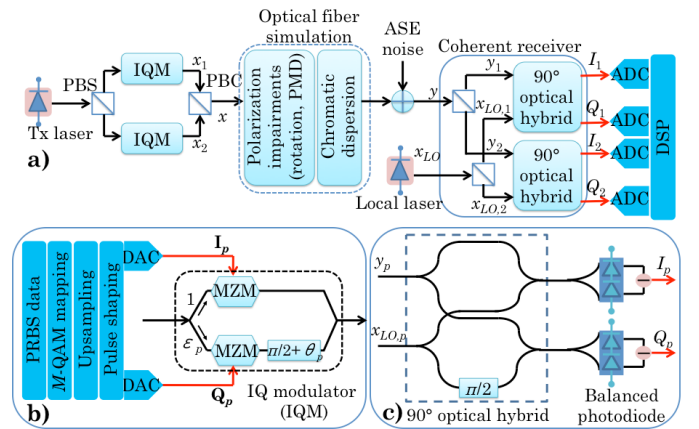 Optical fiber
simulation
ASE
noise
Coherent receiver
PBS
IQM
x1
PBC
x
IQM
x2
Tx laser
a)
Polarization
impairments
(rotation, PMD)
Chromatic
dispersion
y
y1
xLO,1
y2
xLO
xLO,2
Local laser
90°
optical
hybrid
90°
optical
hybrid
I1
Q1
I2
Q2
ADC
ADC
ADC
ADC
DSP
PRBS data
M-QAM mapping
Upsampling
Pulse shaping
DAC
DAC
Ip
Qp
1
εp
MZM
MZM
π/2+ θp
IQ modulator
(IQM)
b)
yp
xLO,p
π/2
c)
90° optical hybrid
Ip
Qp
Balanced
photodiode